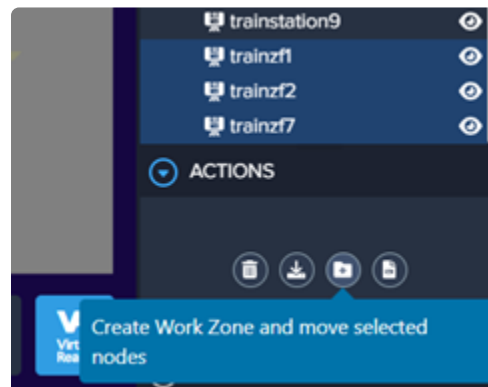 trainstation9
trainzf1
trainzf2
trainzf7
ACTIONS
Create Work Zone and move selected
nodes